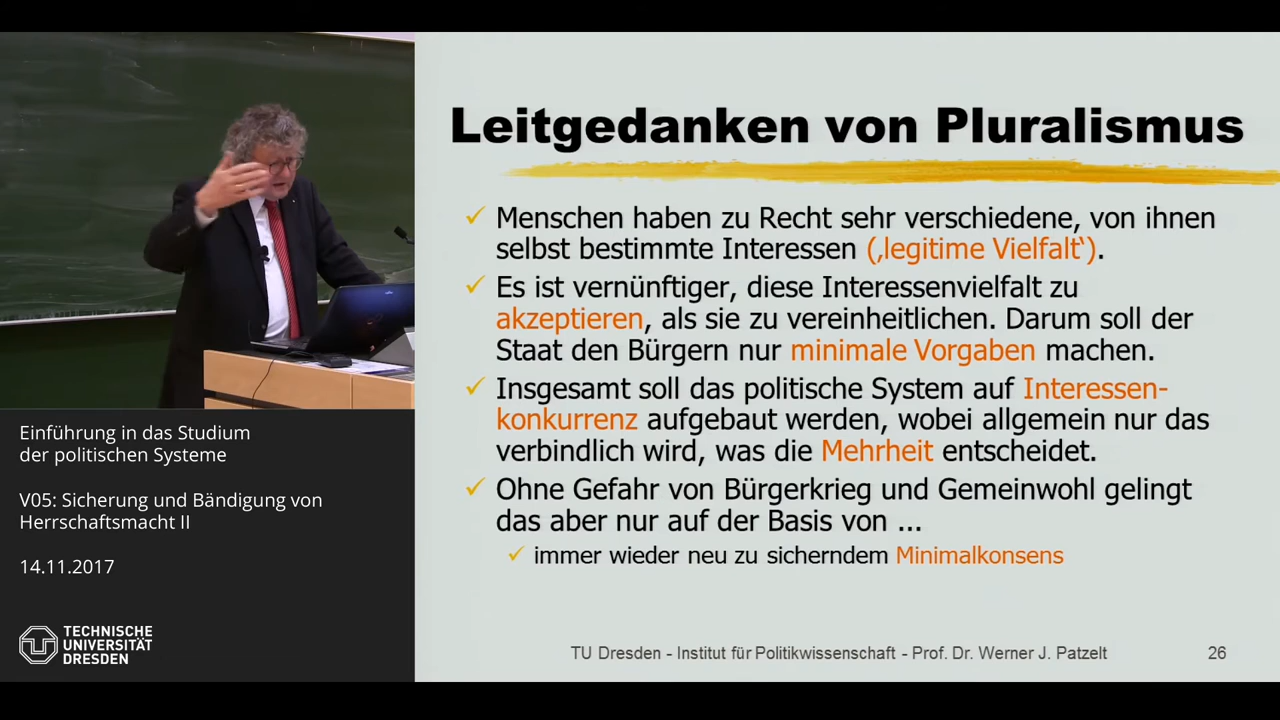 Leitgedanken von Pluralismus
Menschen haben zu Recht sehr verschiedene, von ihnen
selbst bestimmte Interessen (‚legitime Vielfalt‘).
Es ist vernünftiger, diese Interessenvielfalt zu
akzeptieren, als sie zu vereinheitlichen. Darum soll der
Staat den Bürgern nur minimale Vorgaben machen.
Insgesamt soll das politische System auf Interessen-
konkurrenz aufgebaut werden, wobei allgemein nur das
verbindlich wird, was die Mehrheit entscheidet.
Ohne Gefahr von Bürgerkrieg und Gemeinwohl gelingt
das aber nur auf der Basis von ...
immer wieder neu zu sicherndem Minimalkonsens
TU Dresden - Institut für Politikwissenschaft - Prof. Dr. Werner J. Patzelt
26
Einführung in das Studium
der politischen Systeme
V05: Sicherung und Bändigung von
Herrschaftsmacht II
14.11.2017
TECHNISCHE
UNIVERSITÄT
DRESDEN